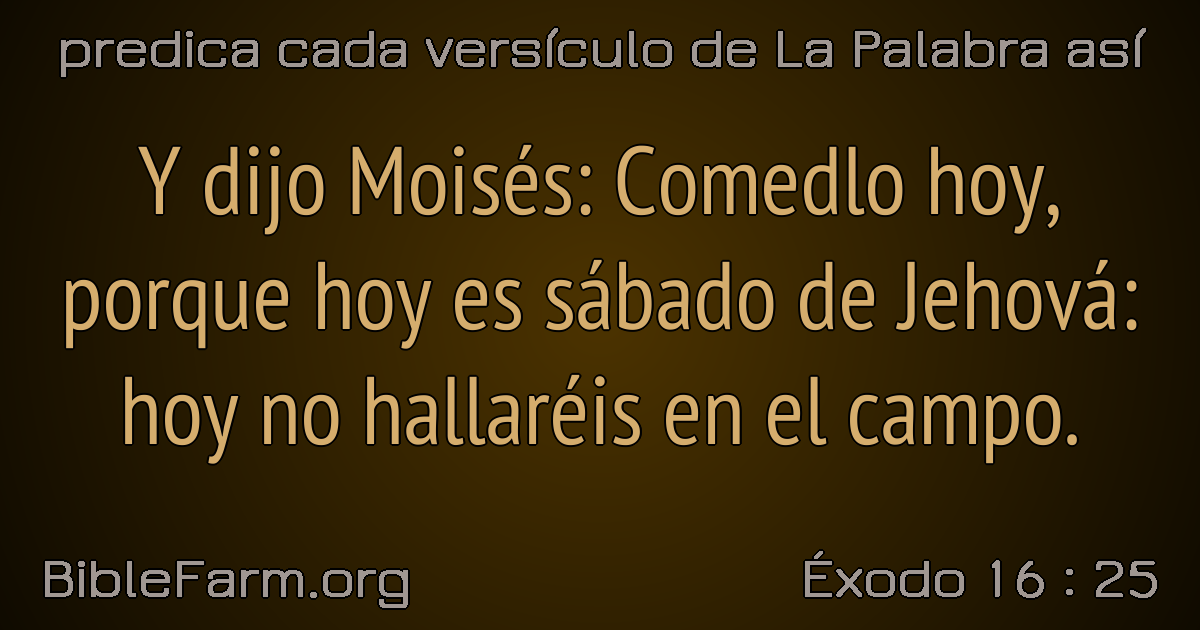 predica cada versículo de La Palabra así
Y dijo Moisés: Comedlo hoy,
porque hoy es sábado de Jehová:
hoy no hallaréis en el campo.
BibleFarm.org
Éxodo 16 : 25